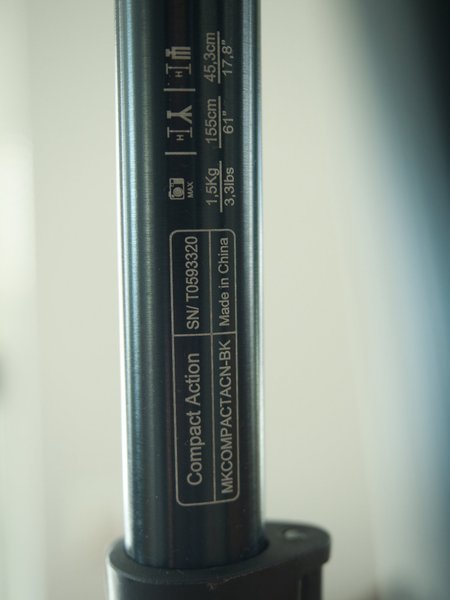 Compact Action
SN/ T0593320
MKCOMPACTACN-BK
Made in China
MAX
1,5Kg
3,3lbs
H
155cm
61"
H
45,3cm
17,8"